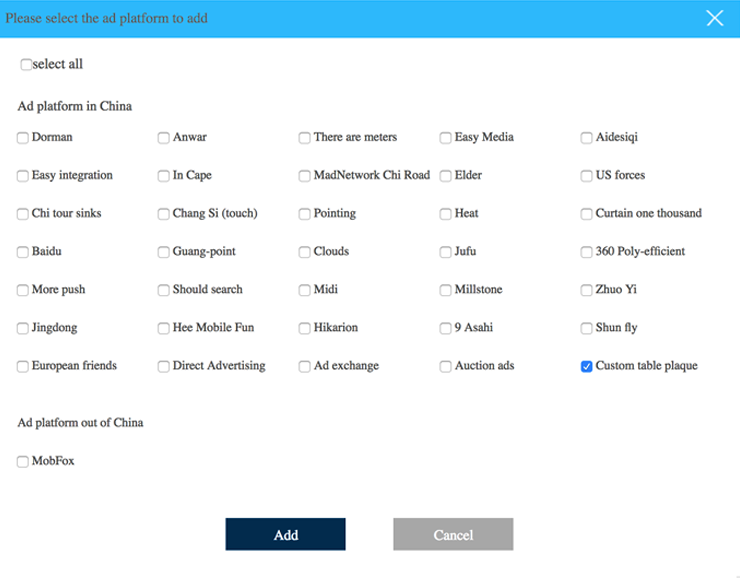 Please select the ad platform to add
select all
Ad platform in China
Dorman Anwar There are meters Easy Media Aidesiqi
Easy integration In Cape MadNetwork Chi Road Elder US forces
Chi tour sinks Chang Si (touch) Pointing Heat Curtain one thousand
Baidu Guang-point Clouds Jufu 360 Poly-efficient
More push Should search Midi Millstone Zhuo Yi
Jingdong Hee Mobile Fun Hikarion 9 Asahi Shun fly
European friends Direct Advertising Ad exchange Auction ads Custom table plaque
Ad platform out of China
MobFox
Add Cancel